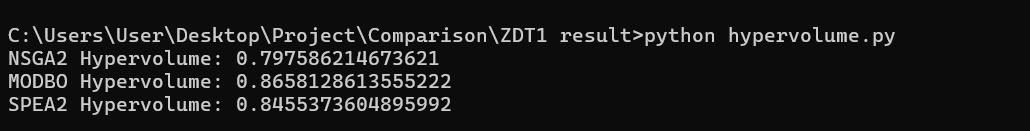 C:\Users\User\Desktop\Project\Comparison\ZDT1 result>python hypervolume.py
NSGA2 Hypervolume: 0.797586214673621
MODBO Hypervolume: 0.8658128613555222
SPEA2 Hypervolume: 0.8455373604895992